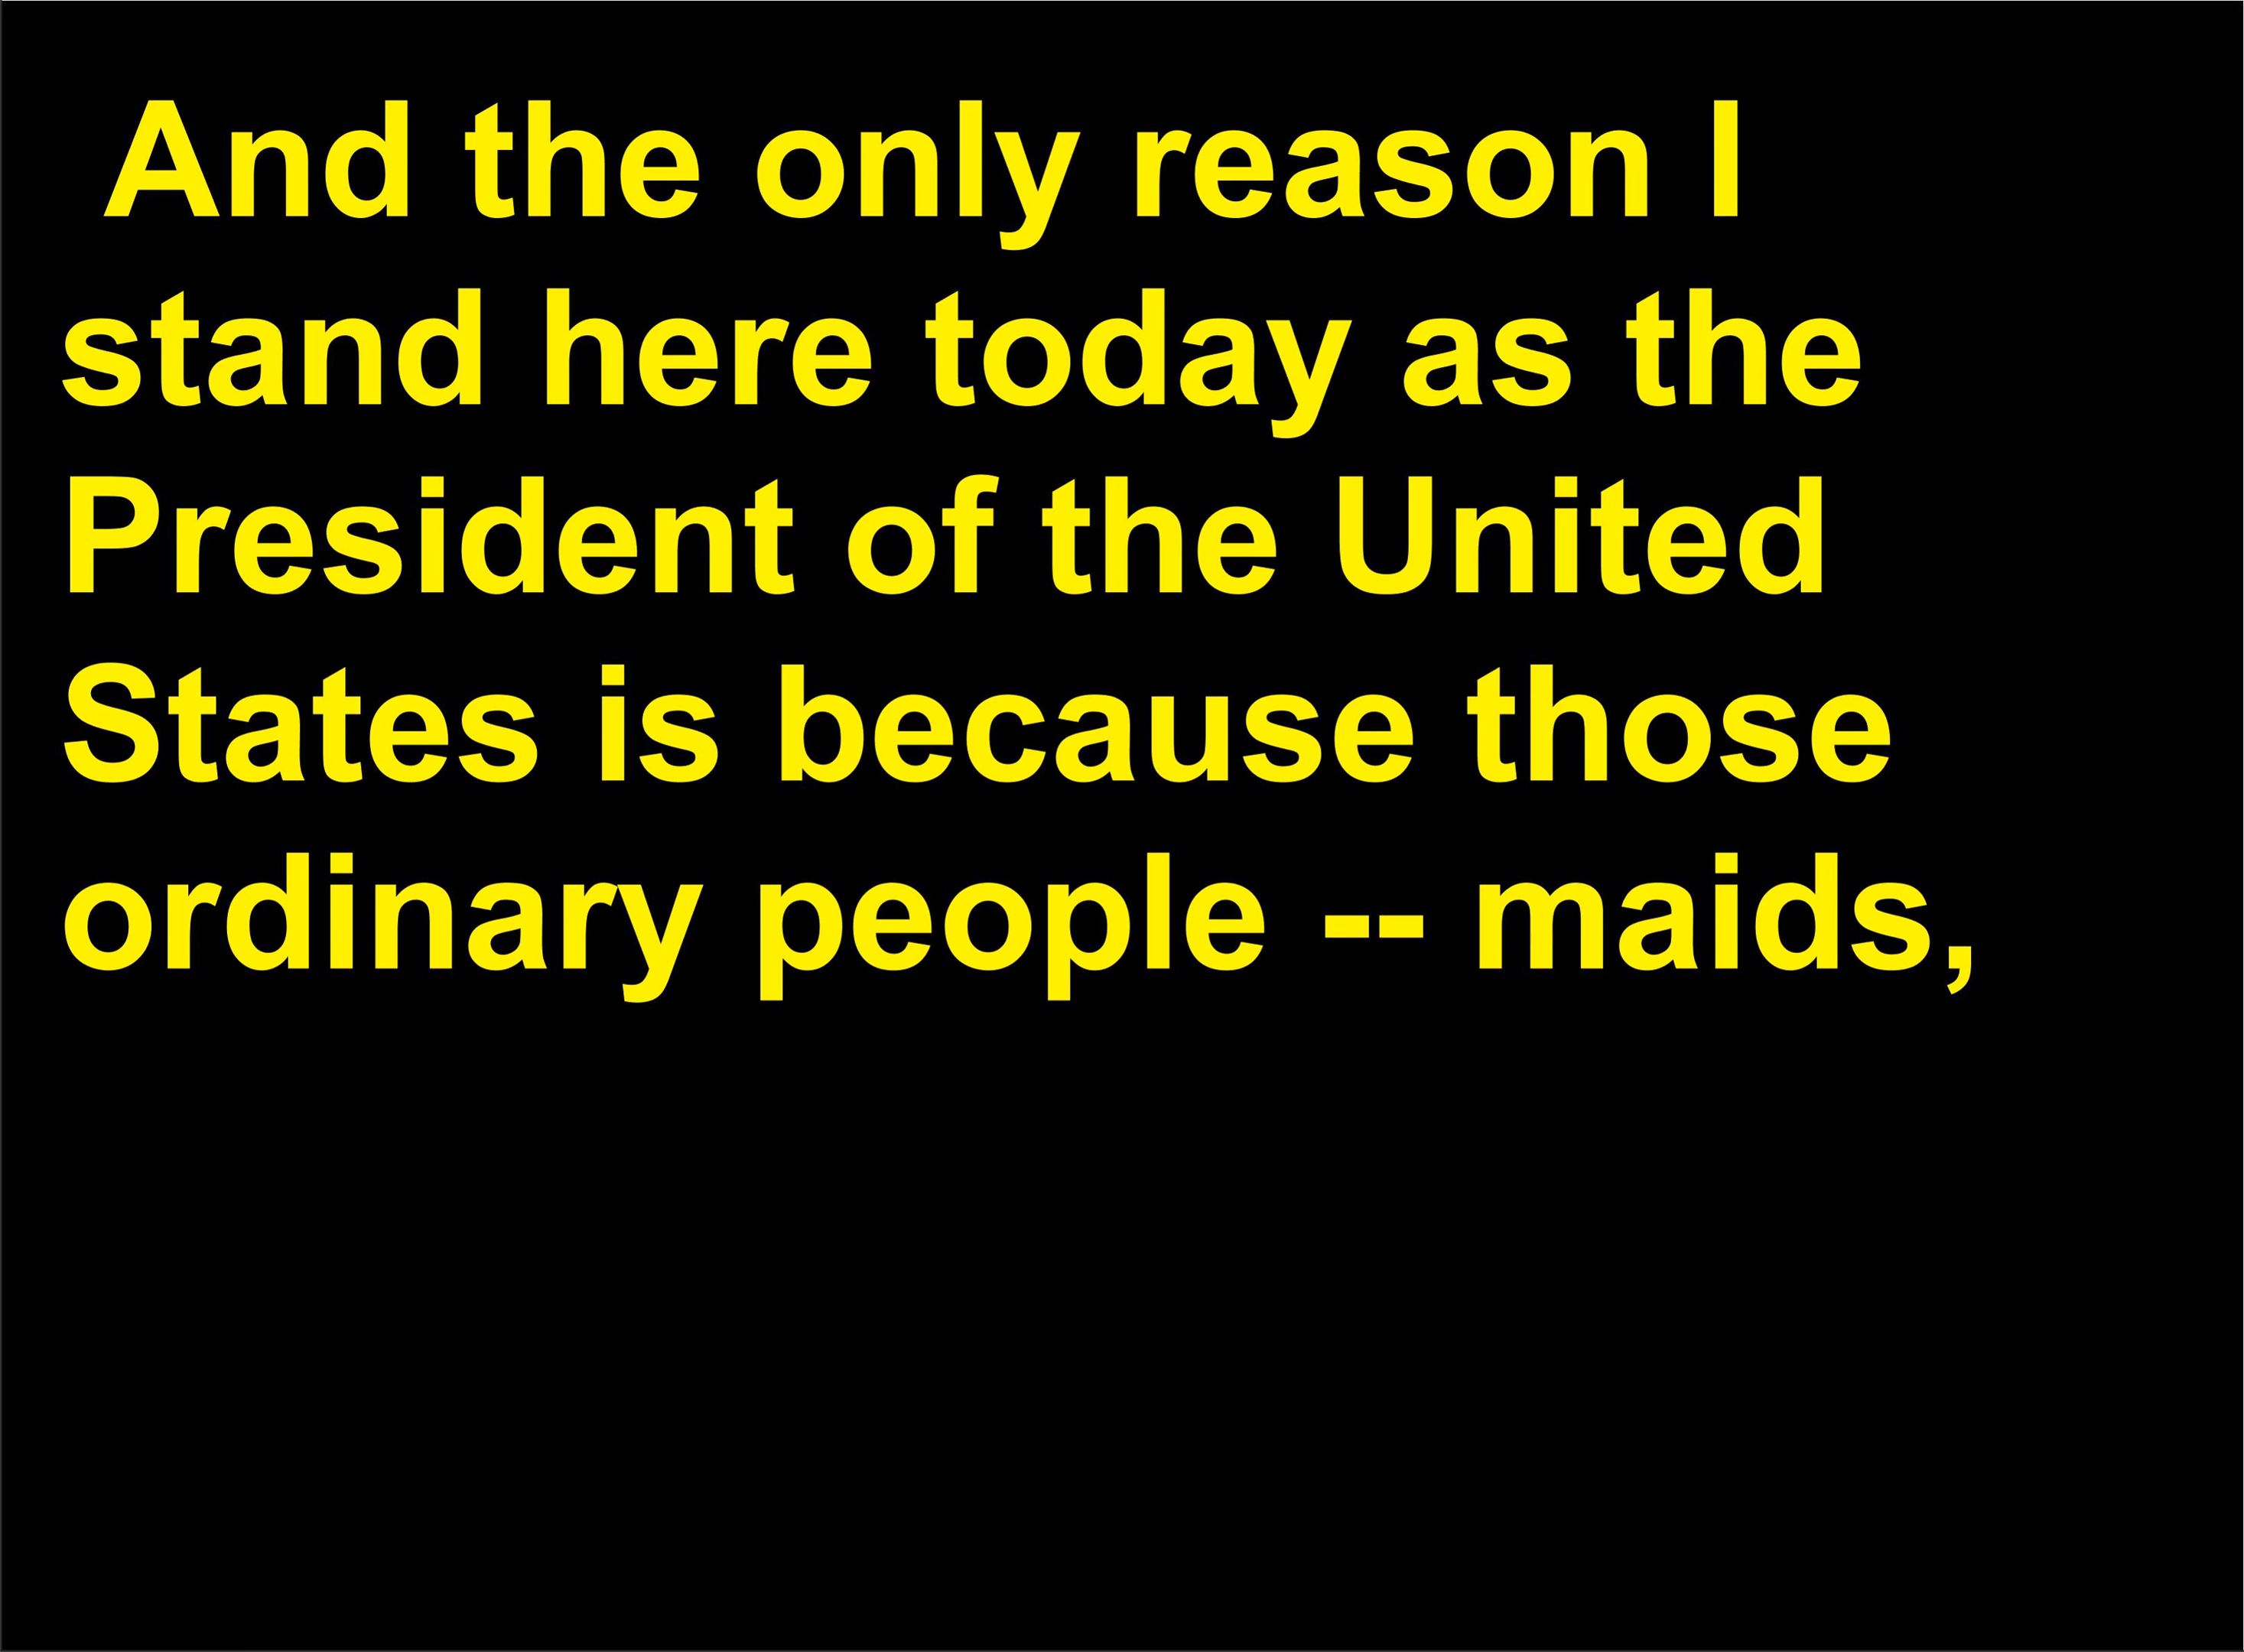 And the only reason I
stand here today as the
President of the United
States is because those
ordinary people -- maids,